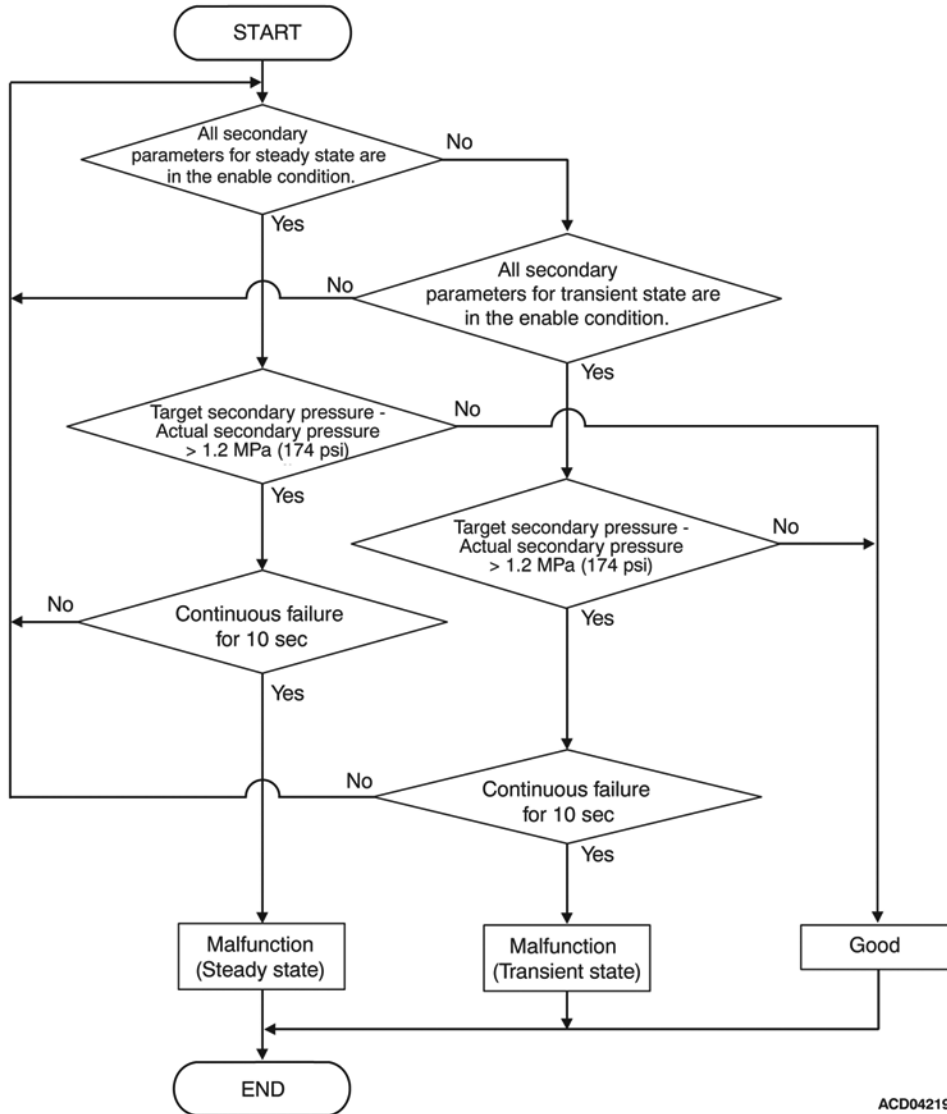 START
All secondary
parameters for steady state are
in the enable condition.
No
Yes
All secondary
parameters for transient state are
in the enable condition.
No
Yes
Target secondary pressure -
Actual secondary pressure
> 1.2 MPa (174 psi)
No
Yes
Target secondary pressure -
Actual secondary pressure
> 1.2 MPa (174 psi)
No
Yes
Continuous failure
for 10 sec
No
Yes
Continuous failure
for 10 sec
No
Yes
Malfunction
(Steady state)
Malfunction
(Transient state)
Good
END
ACD04219